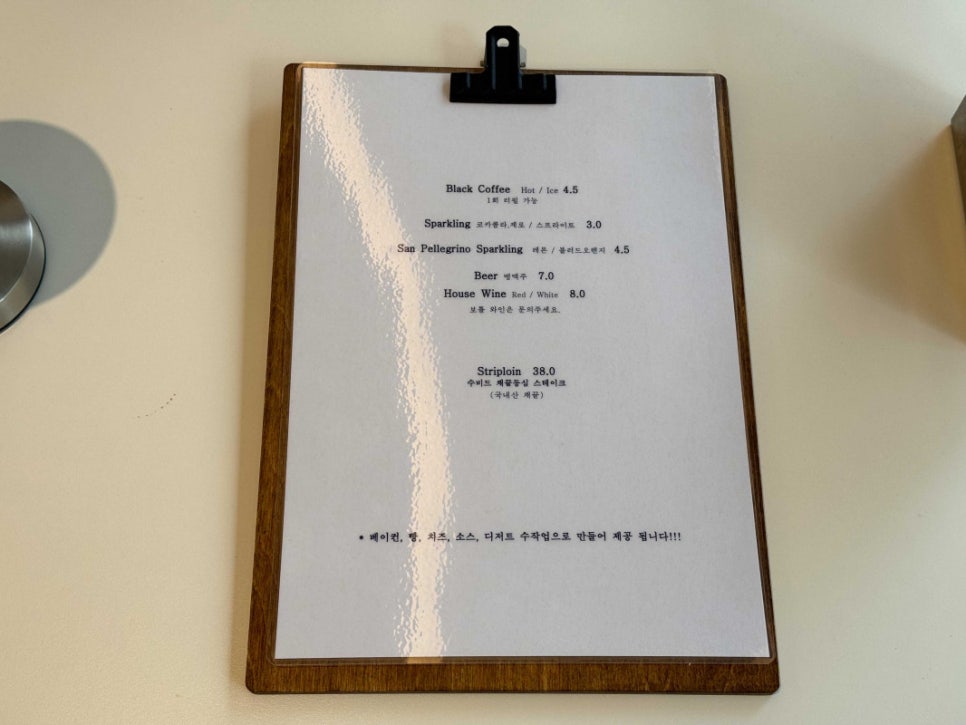 Black Coffee Hot / Ice 4.5
1회 리필 가능
Sparkling 코카콜라.제로 / 스프라이트 3.0
San Pellegrino Sparkling 레몬 / 블러드오렌지 4.5
Beer 병맥주 7.0
House Wine Red / White 8.0
보틀 와인은 문의주세요.
Striploin 38.0
수비드 채끝등심 스테이크
(국내산 채끝)
* 베이컨, 빵, 치즈, 소스, 디저트 수작업으로 만들어 제공 됩니다!!!